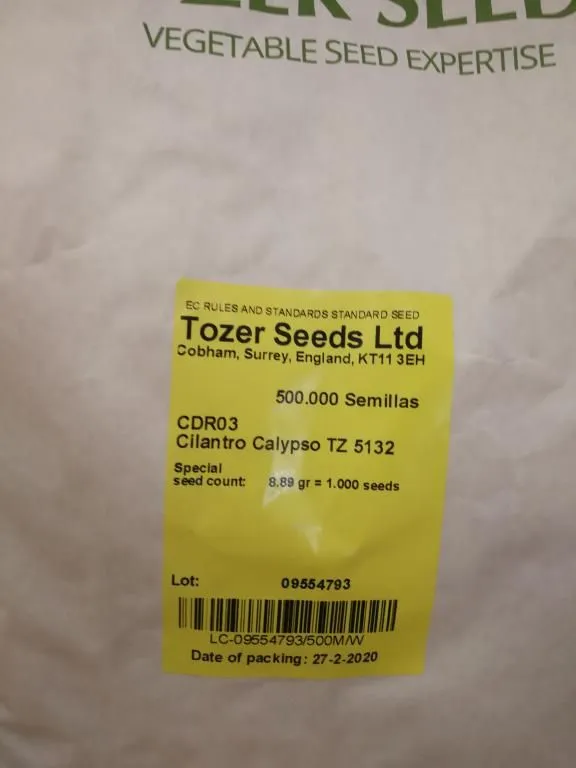 SEED
VEGETABLE SEED EXPERTISE
EC RULES AND STANDARDS STANDARD SEED
Tozer Seeds Ltd
Cobham, Surrey, England, KT11 3EH
500.000 Semillas
CDR03
Cilantro Calypso TZ 5132
Special
seed count: 8.89 gr = 1.000 seeds
Lot: 09554793
LC-09554793/500M/W
Date of packing: 27-2-2020